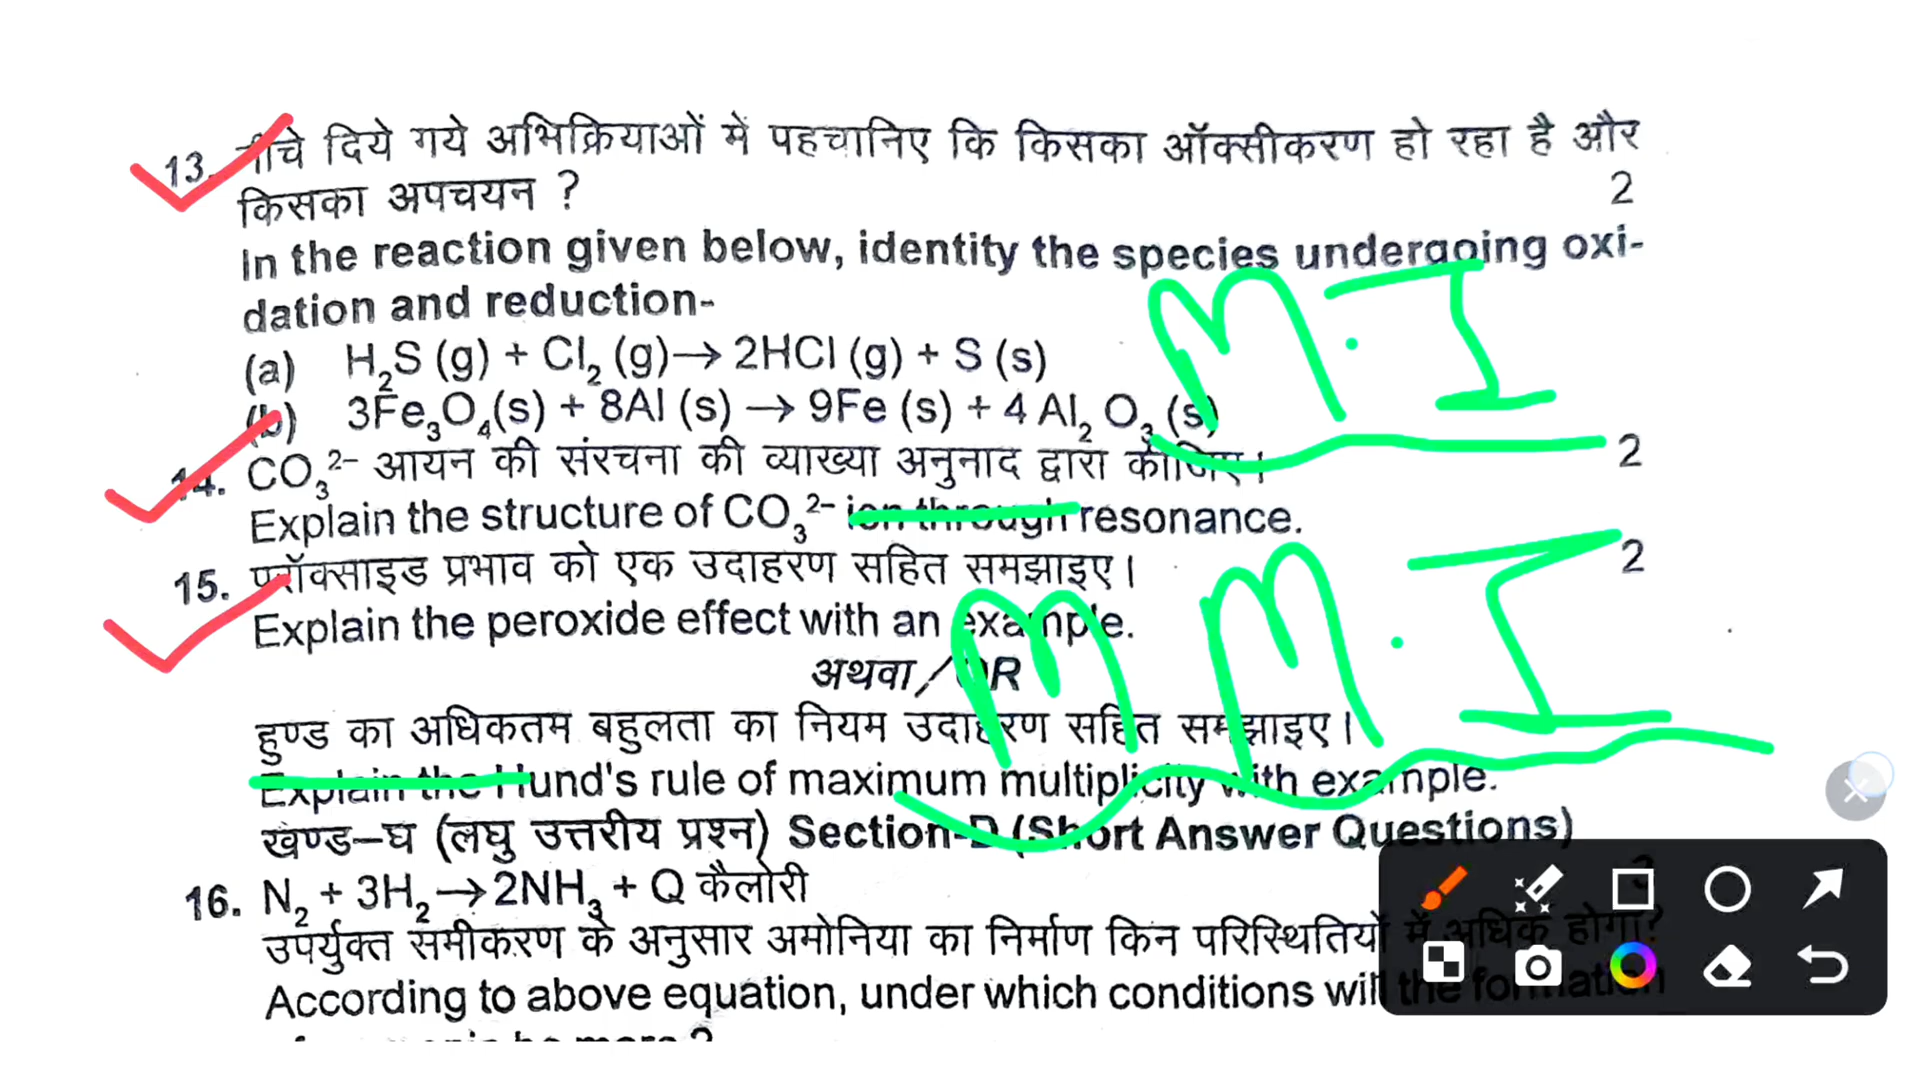 13. नीचे दिये गये अभिक्रियाओं में पहचानिए कि किसका ऑक्सीकरण हो रहा है और
किसका अपचयन ? 2
In the reaction given below, identity the species undergoing oxi-
dation and reduction-
(a) H₂S (g) + Cl₂ (g)→ 2HCl (g) + S (s)
(b) 3Fe₃O₄(s) + 8Al (s) → 9Fe (s) + 4 Al₂ O₃ (s)
M.I
14. CO₃²⁻ आयन की संरचना की व्याख्या अनुनाद द्वारा कीजिए। 2
Explain the structure of CO₃²⁻ ion through resonance.
15. परॉक्साइड प्रभाव को एक उदाहरण सहित समझाइए। 2
Explain the peroxide effect with an example.
M M.I
अथवा/OR
हुण्ड का अधिकतम बहुलता का नियम उदाहरण सहित समझाइए।
Explain the Hund's rule of maximum multiplicity with example.
खण्ड–घ (लघु उत्तरीय प्रश्न) Section-D (Short Answer Questions)
16. N₂ + 3H₂→2NH₃ + Q कैलोरी 3
उपर्युक्त समीकरण के अनुसार अमोनिया का निर्माण किन परिस्थितियों में अधिक होगा?
According to above equation, under which conditions will the formation
be more ?